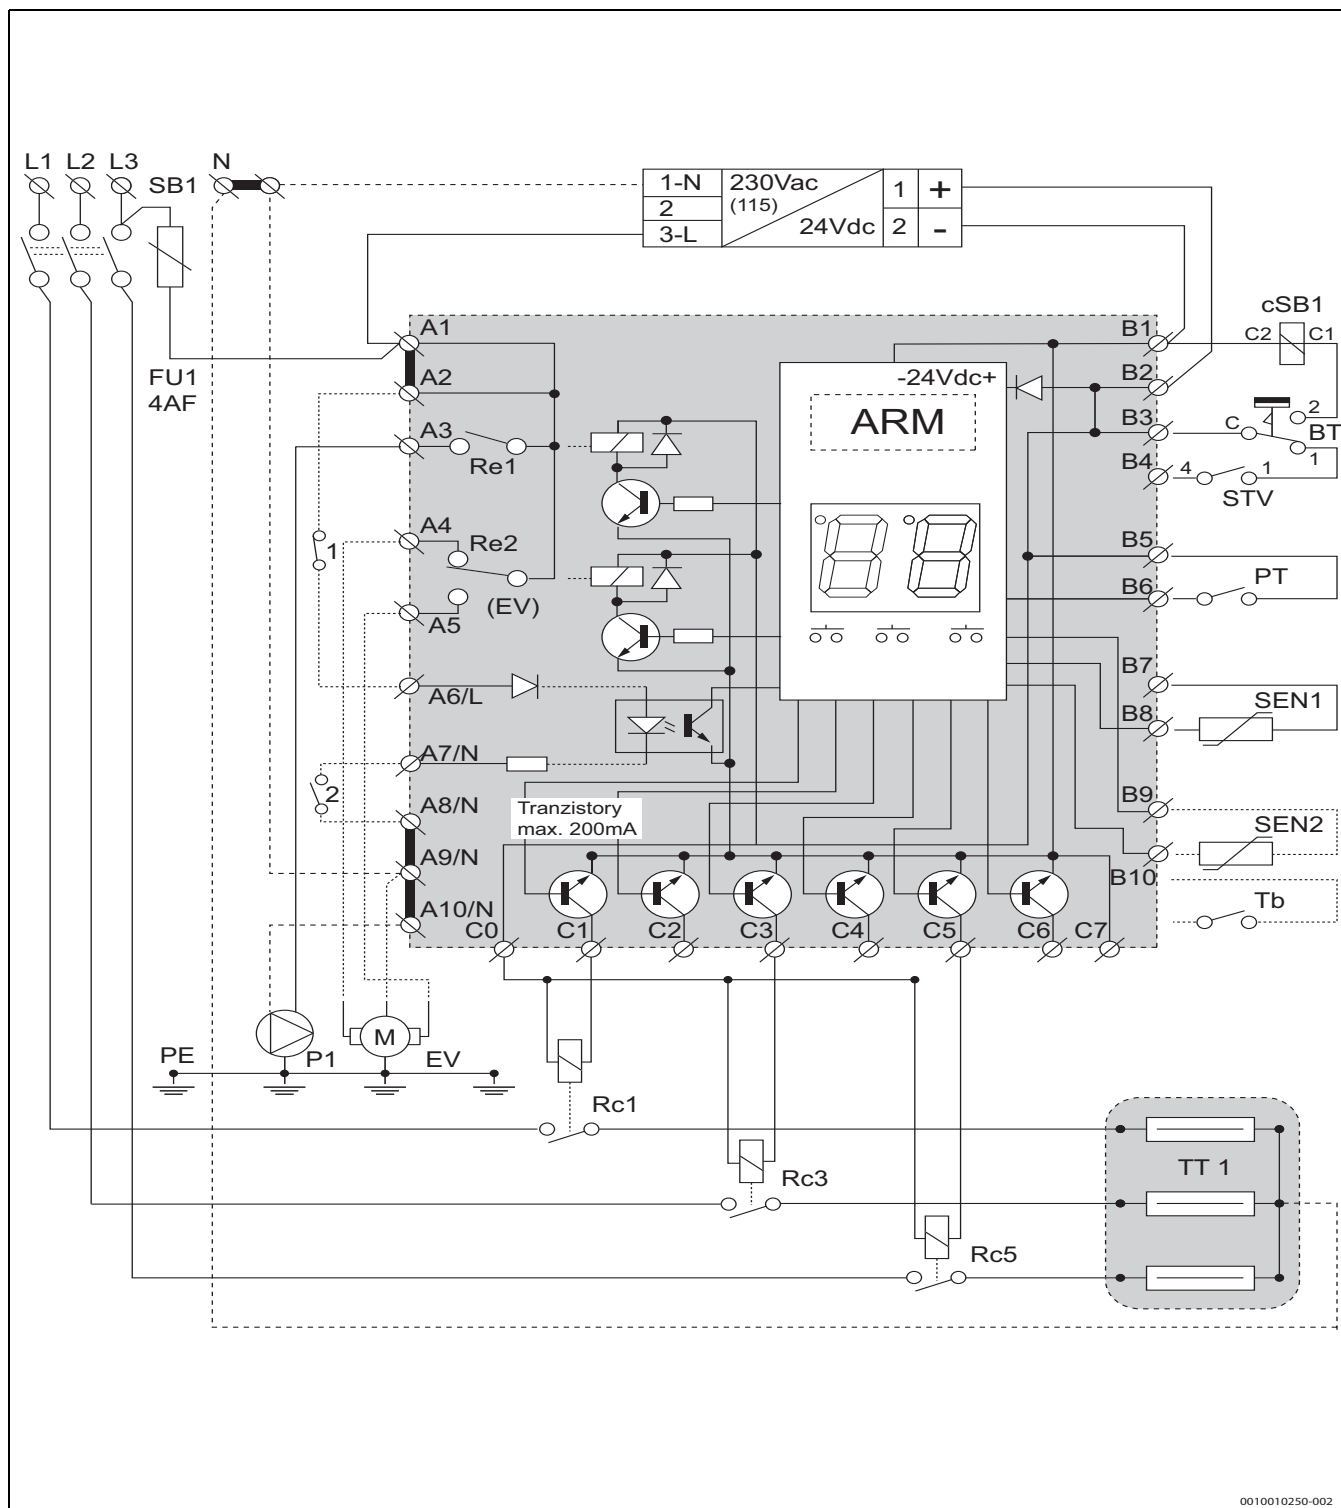 L1 L2 L3 SB1 N
1-N 230Vac 1 +
2 (115)
3-L 24Vdc 2 -
FU1
4AF
A1
A2
A3
Re1
A4
Re2
(EV)
A5
1
A6/L
A7/N
2
A8/N
A9/N
A10/N
-24Vdc+
ARM
Tranzistory
max. 200mA
B1
B2
B3
B4
B5
B6
B7
B8
B9
B10
cSB1
C2 C1
2
C BT
1
4 1
STV
PT
SEN1
SEN2
Tb
C0 C1 C2 C3 C4 C5 C6 C7
PE P1 M EV
Rc1
Rc3
Rc5
TT 1
0010010250-002